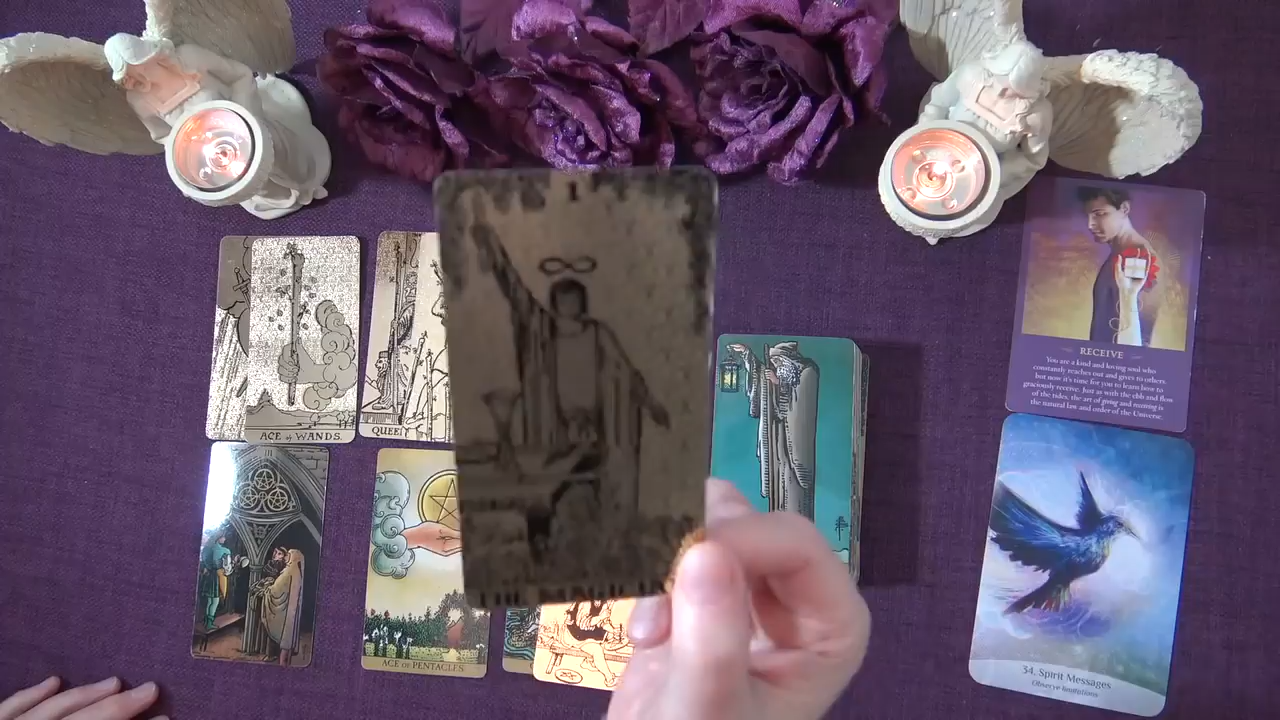 I
ACE of WANDS.
QUEEN
III
ACE of PENTACLES.
RECEIVE
You are a kind and loving soul who
constantly reaches out and gives to others,
but now it's time for you to learn how to
graciously receive. Just as with the ebb and flow
of the tides, the art of giving and receiving is
the natural law and order of the Universe.
34. Spirit Messages
Observe Invitations